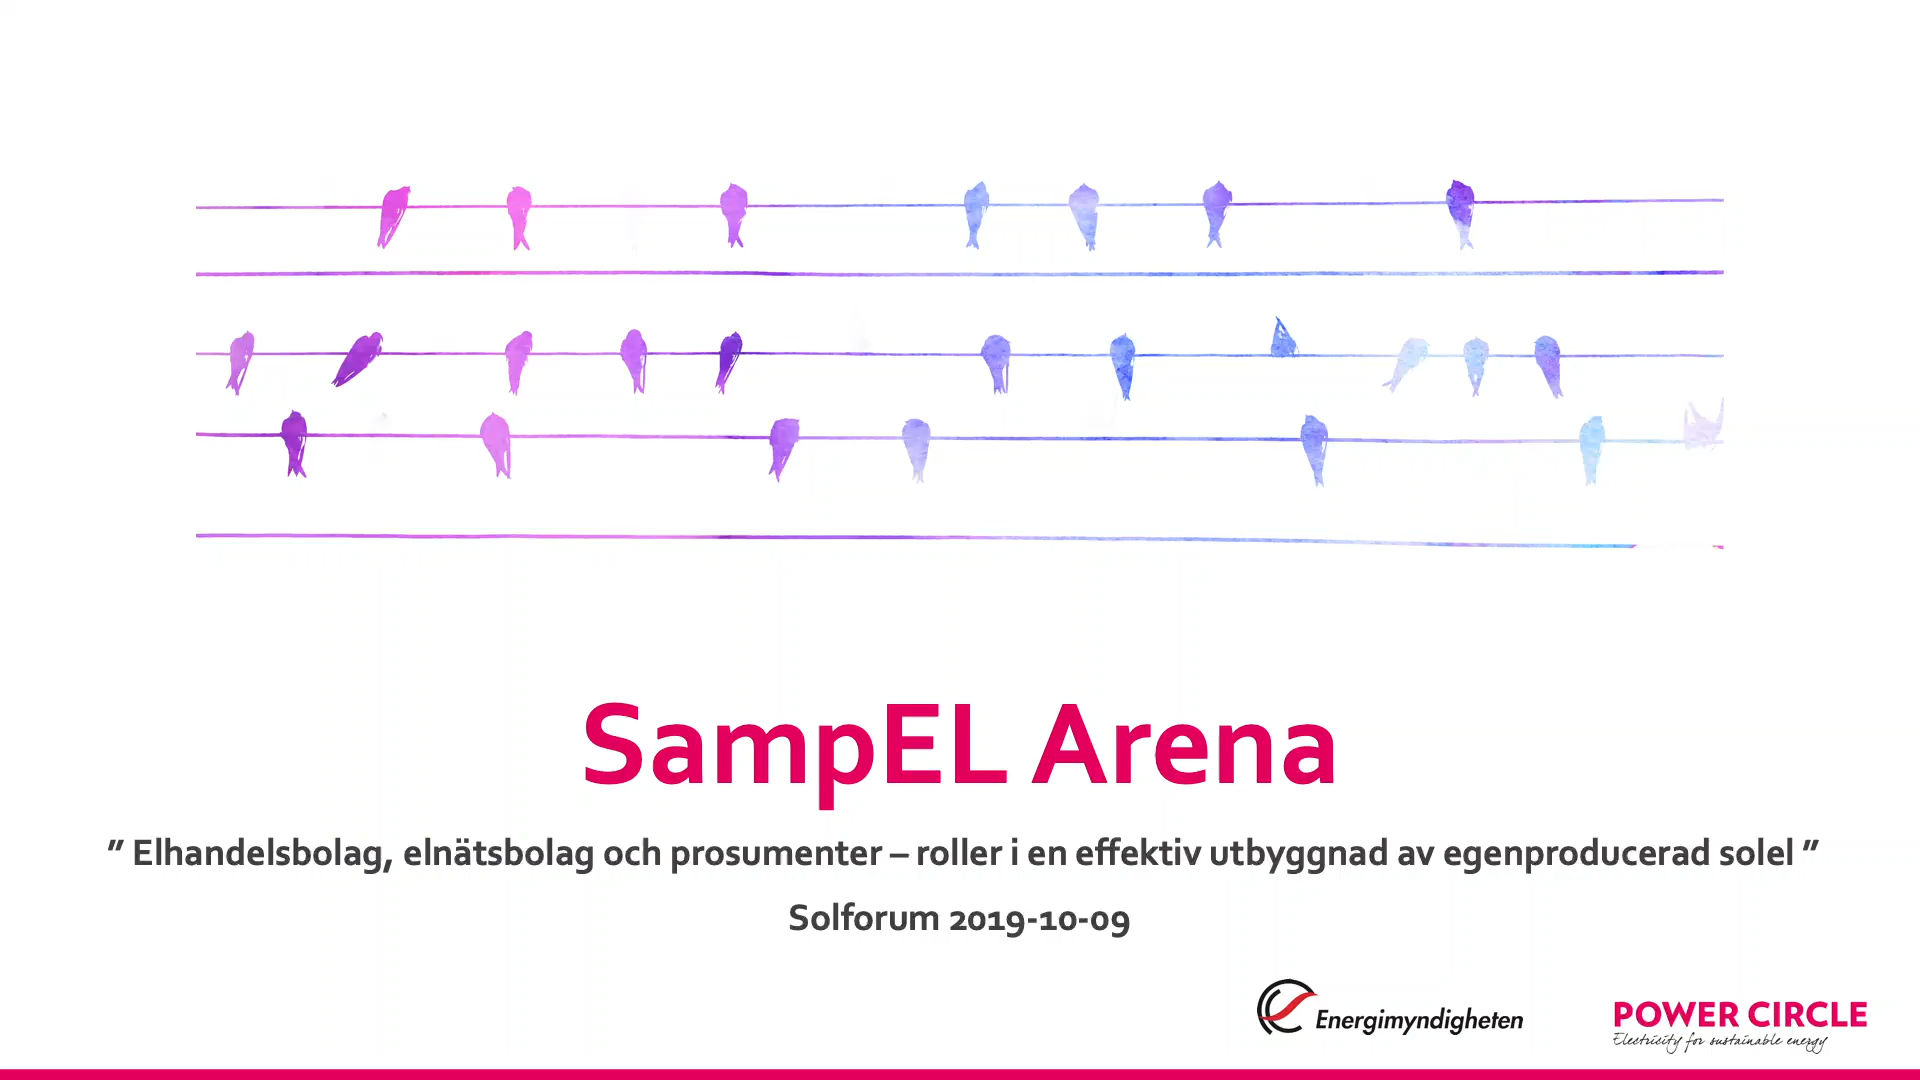 SampEL Arena
” Elhandelsbolag, elnätsbolag och prosumenter – roller i en effektiv utbyggnad av egenproducerad solel ”
Solforum 2019-10-09
Energimyndigheten
POWER CIRCLE
Electricity for sustainable energy